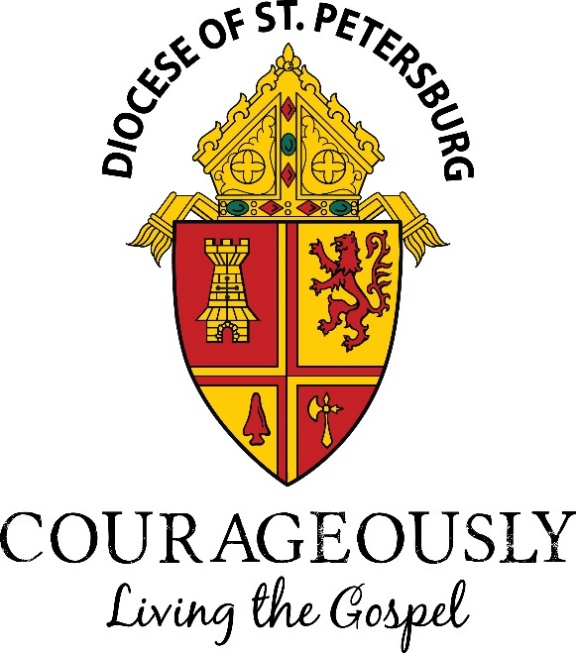 DIOCESE OF ST. PETERSBURG
COURAGEOUSLY
Living the Gospel